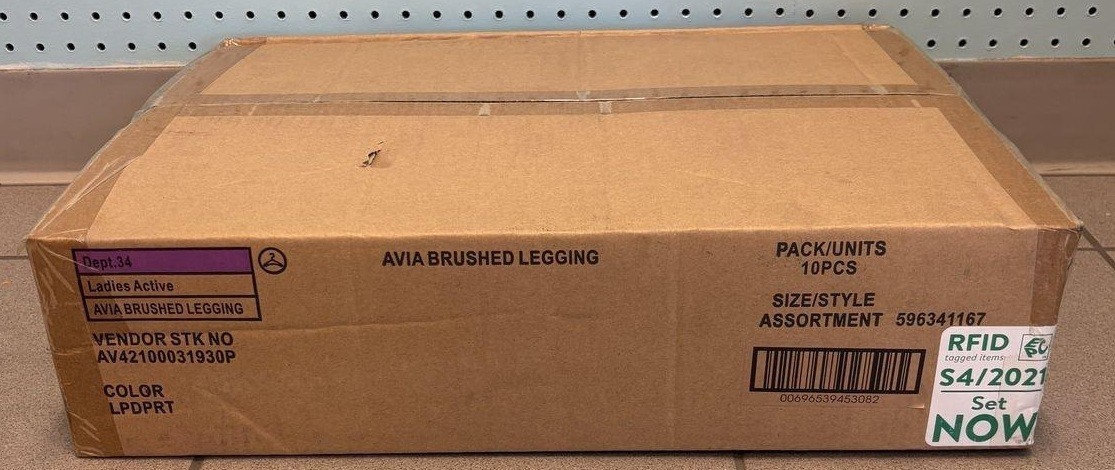 Dept.34
Ladies Active
AVIA BRUSHED LEGGING
VENDOR STK NO
AV42100031930P
COLOR
LPDPRT
AVIA BRUSHED LEGGING
PACK/UNITS
10PCS
SIZE/STYLE
ASSORTMENT 596341167
00696539453082
RFID
tagged items
EPC
S4/2021
Set
NOW